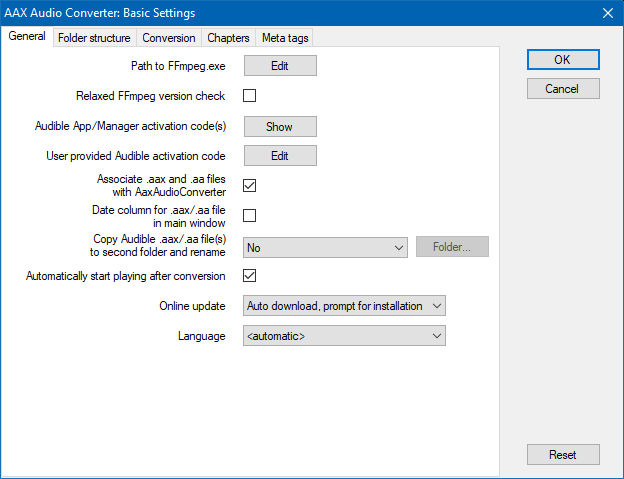 AAX Audio Converter: Basic Settings
General Folder structure Conversion Chapters Meta tags
Path to FFmpeg.exe Edit OK
Cancel
Relaxed FFmpeg version check
Audible App/Manager activation code(s) Show
User provided Audible activation code Edit
Associate .aax and .aa files
with AaxAudioConverter
Date column for .aax/.aa file
in main window
Copy Audible .aax/.aa file(s)
to second folder and rename
No Folder...
Automatically start playing after conversion
Online update Auto download, prompt for installation
Language <automatic>
Reset